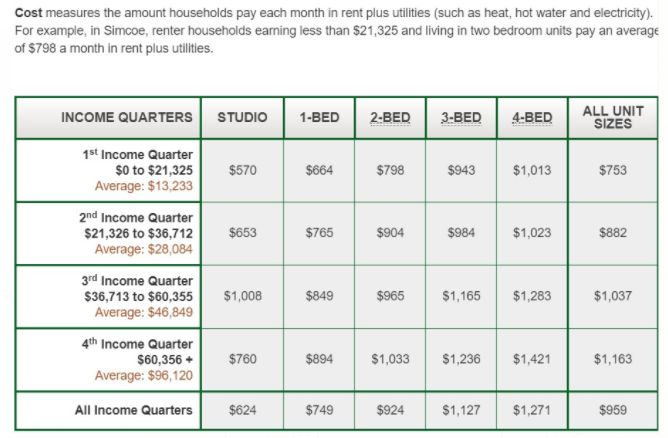 Cost measures the amount households pay each month in rent plus utilities (such as heat, hot water and electricity).
For example, in Simcoe, renter households earning less than $21,325 and living in two bedroom units pay an average
of $798 a month in rent plus utilities.
INCOME QUARTERS STUDIO 1-BED 2-BED 3-BED 4-BED ALL UNIT
SIZES
1st Income Quarter
$0 to $21,325 $570 $664 $798 $943 $1,013 $753
Average: $13,233
2nd Income Quarter
$21,326 to $36,712 $653 $765 $904 $984 $1,023 $882
Average: $28,084
3rd Income Quarter
$36,713 to $60,355 $1,008 $849 $965 $1,165 $1,283 $1,037
Average: $46,849
4th Income Quarter
$60,356 + $760 $894 $1,033 $1,236 $1,421 $1,163
Average: $96,120
All Income Quarters $624 $749 $924 $1,127 $1,271 $959